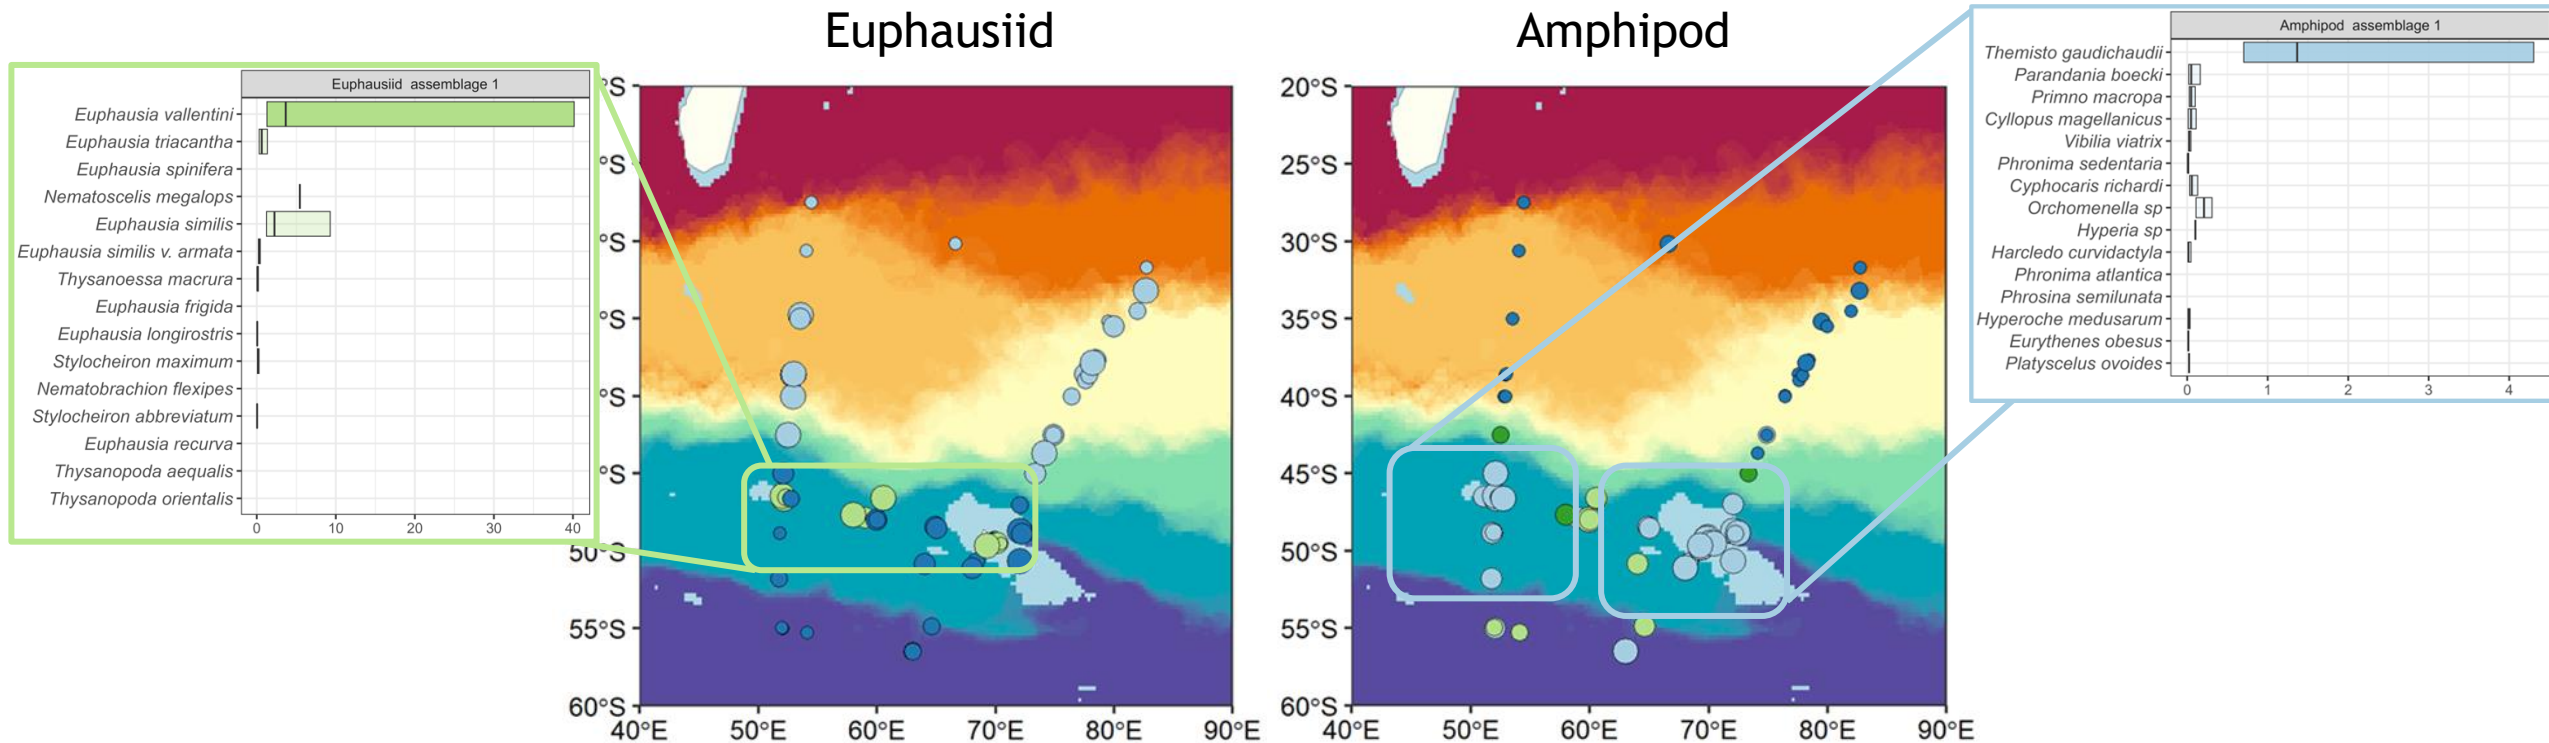 Euphausiid
Amphipod
Euphausiid assemblage 1
Euphausia vallentini
Euphausia triacantha
Euphausia spinifera
Nematoscelis megalops
Euphausia similis
Euphausia similis v. armata
Thysanoessa macrura
Euphausia frigida
Euphausia longirostris
Stylocheiron maximum
Nematobrachion flexipes
Stylocheiron abbreviatum
Euphausia recurva
Thysanopoda aequalis
Thysanopoda orientalis
0 10 20 30 40
°S
°S
°S
°S
°S
°S
50°S
55°S
60°S
40°E 50°E 60°E 70°E 80°E 90°E
20°S
25°S
30°S
35°S
40°S
45°S
50°S
55°S
60°S
40°E 50°E 60°E 70°E 80°E 90°E
Amphipod assemblage 1
Themisto gaudichaudii
Parandania boecki
Primno macropa
Cyllopus magellanicus
Vibilia viatrix
Phronima sedentaria
Cyphocaris richardi
Orchomenella sp
Hyperia sp
Harcledo curvidactyla
Phronima atlantica
Phrosina semilunata
Hyperoche medusarum
Eurythenes obesus
Platyscelus ovoides
0 1 2 3 4